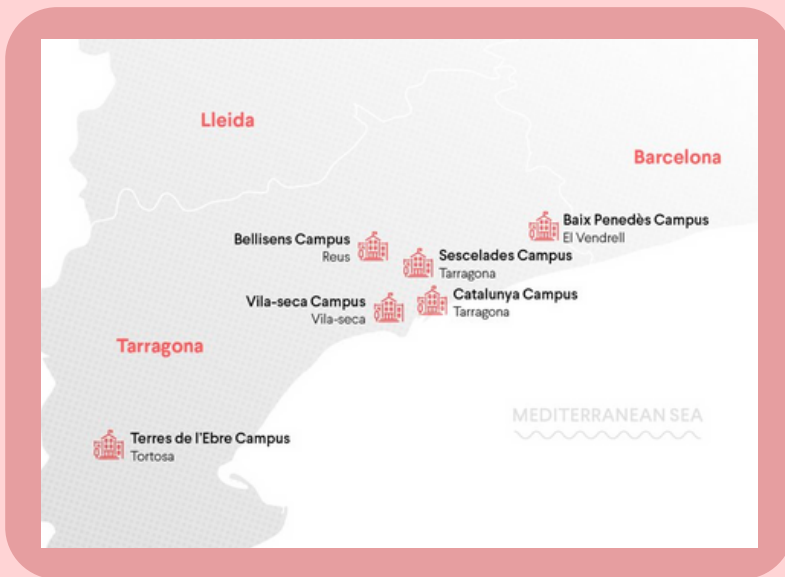 Lleida
Barcelona
Baix Penedès Campus
El Vendrell
Bellisens Campus
Reus
Sescelades Campus
Tarragona
Catalunya Campus
Tarragona
Vila-seca Campus
Vila-seca
Tarragona
MEDITERRANEAN SEA
Terres de l'Ebre Campus
Tortosa